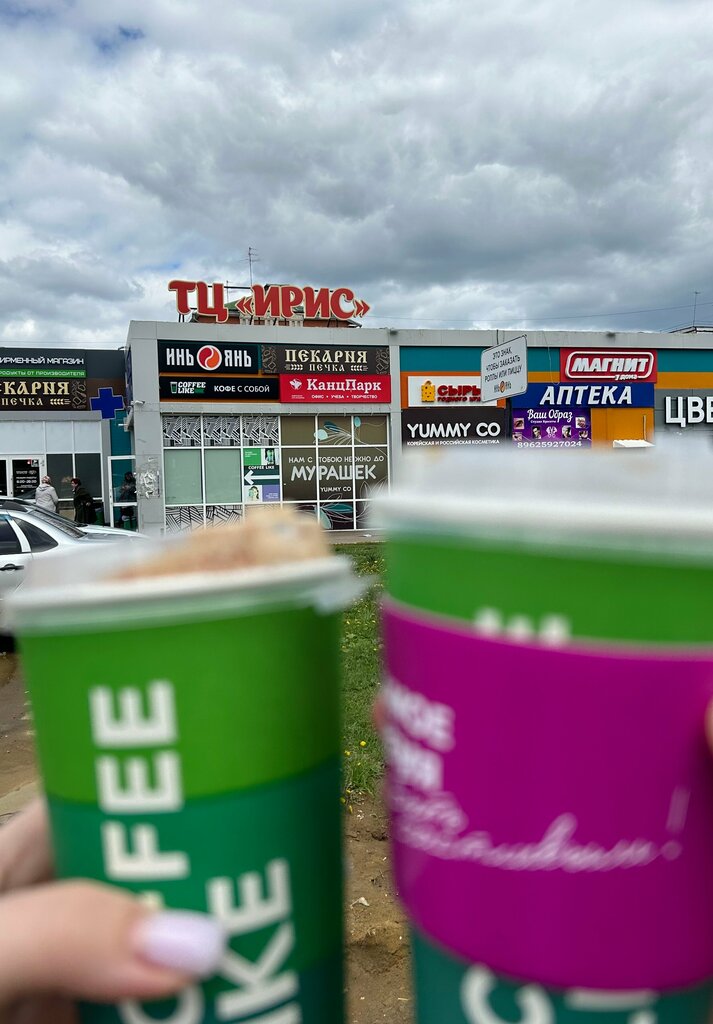 ТЦ «ИРИС»
ИНЬ ЯНЬ
ПЕКАРНЯ
ПЕЧКА
COFFEE
LIKE
КОФЕ С СОБОЙ
КанцПарк
ОФИС • УЧЕБА • ТВОРЧЕСТВО
ФИРМЕННЫЙ МАГАЗИН
ПРОДУКТЫ ОТ ПРОИЗВОДИТЕЛЯ
ПЕЧКА
ЭТО ЗНАК,
ЧТОБЫ ЗАКАЗАТЬ
РОЛЛЫ ИЛИ ПИЦЦУ
МАГНИТ
У ДОМА
СЫРЫ
АПТЕКА
ЦВЕ
Ваш Образ
89625927024
YUMMY CO
КОРЕЙСКАЯ И РОССИЙСКАЯ КОСМЕТИКА
COFFEE LIKE
НАМ С ТОБОЮ НЕЖНО ДО
МУРАШЕК
YUMMY CO
COFFEE
LIKE